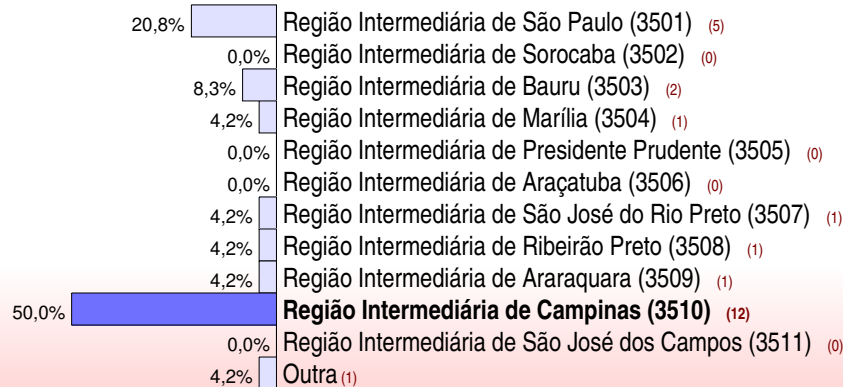 20,8% Região Intermediária de São Paulo (3501) (5)
0,0% Região Intermediária de Sorocaba (3502) (0)
8,3% Região Intermediária de Bauru (3503) (2)
4,2% Região Intermediária de Marília (3504) (1)
0,0% Região Intermediária de Presidente Prudente (3505) (0)
0,0% Região Intermediária de Araçatuba (3506) (0)
4,2% Região Intermediária de São José do Rio Preto (3507) (1)
4,2% Região Intermediária de Ribeirão Preto (3508) (1)
4,2% Região Intermediária de Araraquara (3509) (1)
50,0% Região Intermediária de Campinas (3510) (12)
0,0% Região Intermediária de São José dos Campos (3511) (0)
4,2% Outra (1)